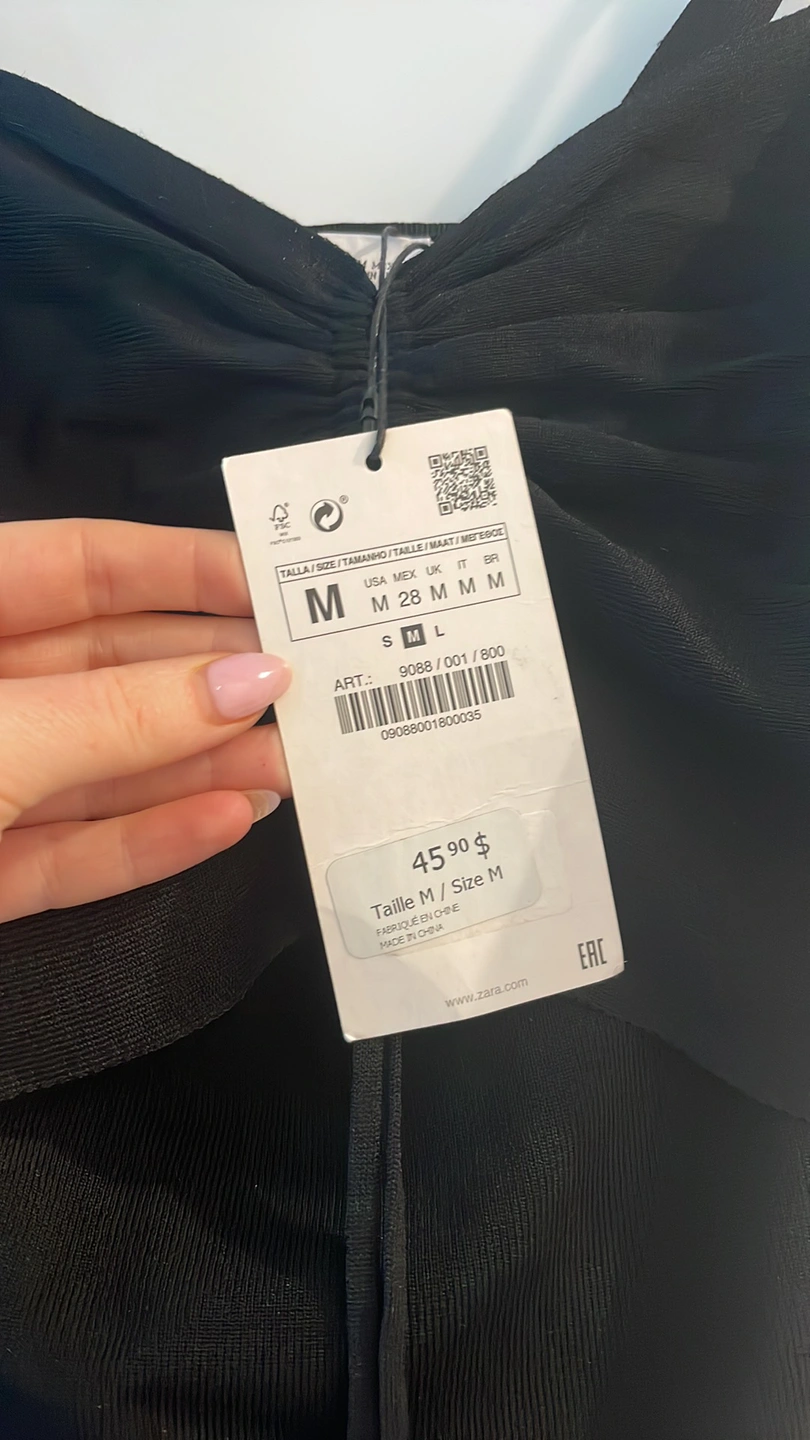 FSC
®
TALLA / SIZE / TAMANHO / TAILLE / MAAT / ΜΕΓΕΘΟΣ
M
USA MEX UK IT BR
M 28 M M M
S M L
ART.: 9088 / 001 / 800
09088001800035
45 90 $
Taille M / Size M
FABRIQUÉ EN CHINE
MADE IN CHINA
EAC
www.zara.com